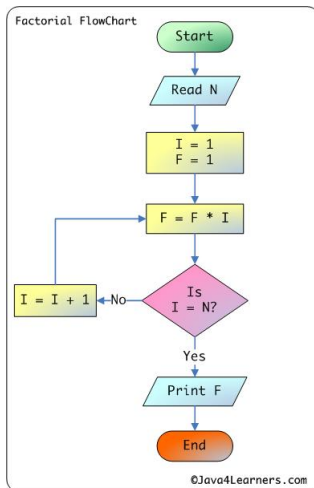 Factorial FlowChart
Start
Read N
I = 1
F = 1
F = F * I
Is
I = N?
No
I = I + 1
Yes
Print F
End
©Java4Learners.com